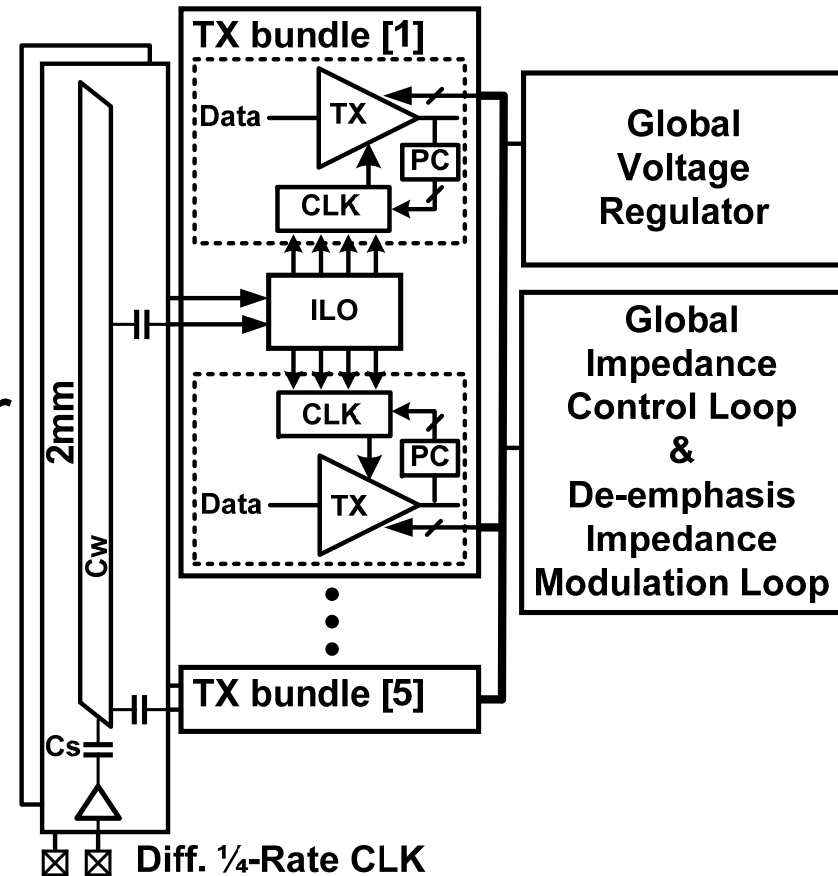 TX bundle [1]
Data
TX
PC
CLK
ILO
CLK
PC
Data
TX
TX bundle [5]
2mm
Cw
Cs
Diff. ¼-Rate CLK
Global
Voltage
Regulator
Global
Impedance
Control Loop
&
De-emphasis
Impedance
Modulation Loop